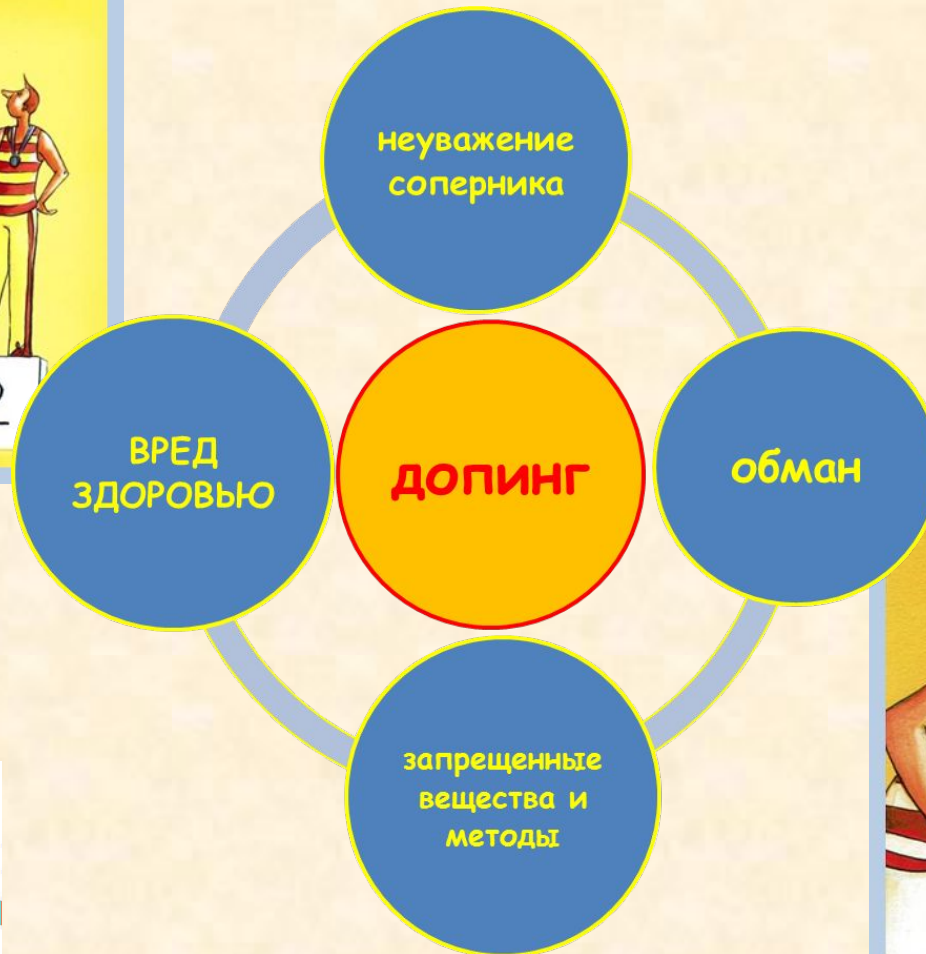 неуважение
соперника
ВРЕД
ЗДОРОВЬЮ
допинг
обман
запрещенные
вещества и
методы